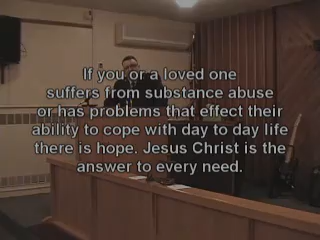 If you or a loved one
suffers from substance abuse
or has problems that effect their
ability to cope with day to day life
there is hope. Jesus Christ is the
answer to every need.